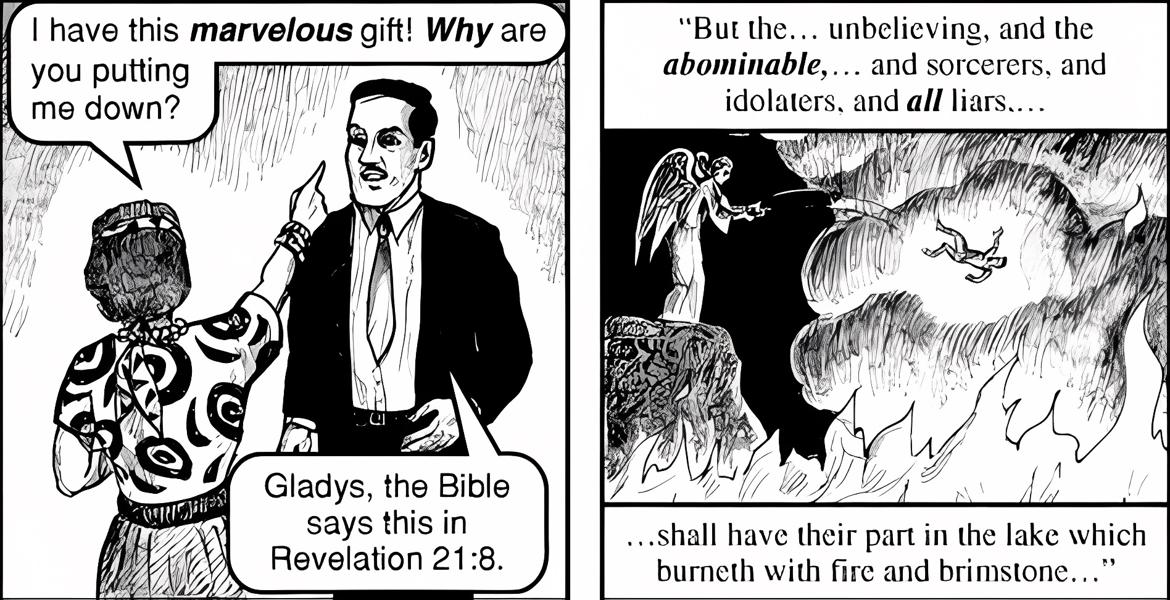 I have this marvelous gift! Why are
you putting
me down?
Gladys, the Bible
says this in
Revelation 21:8.
“But the... unbelieving, and the
abominable,... and sorcerers, and
idolaters, and all liars....
...shall have their part in the lake which
burneth with fire and brimstone...”